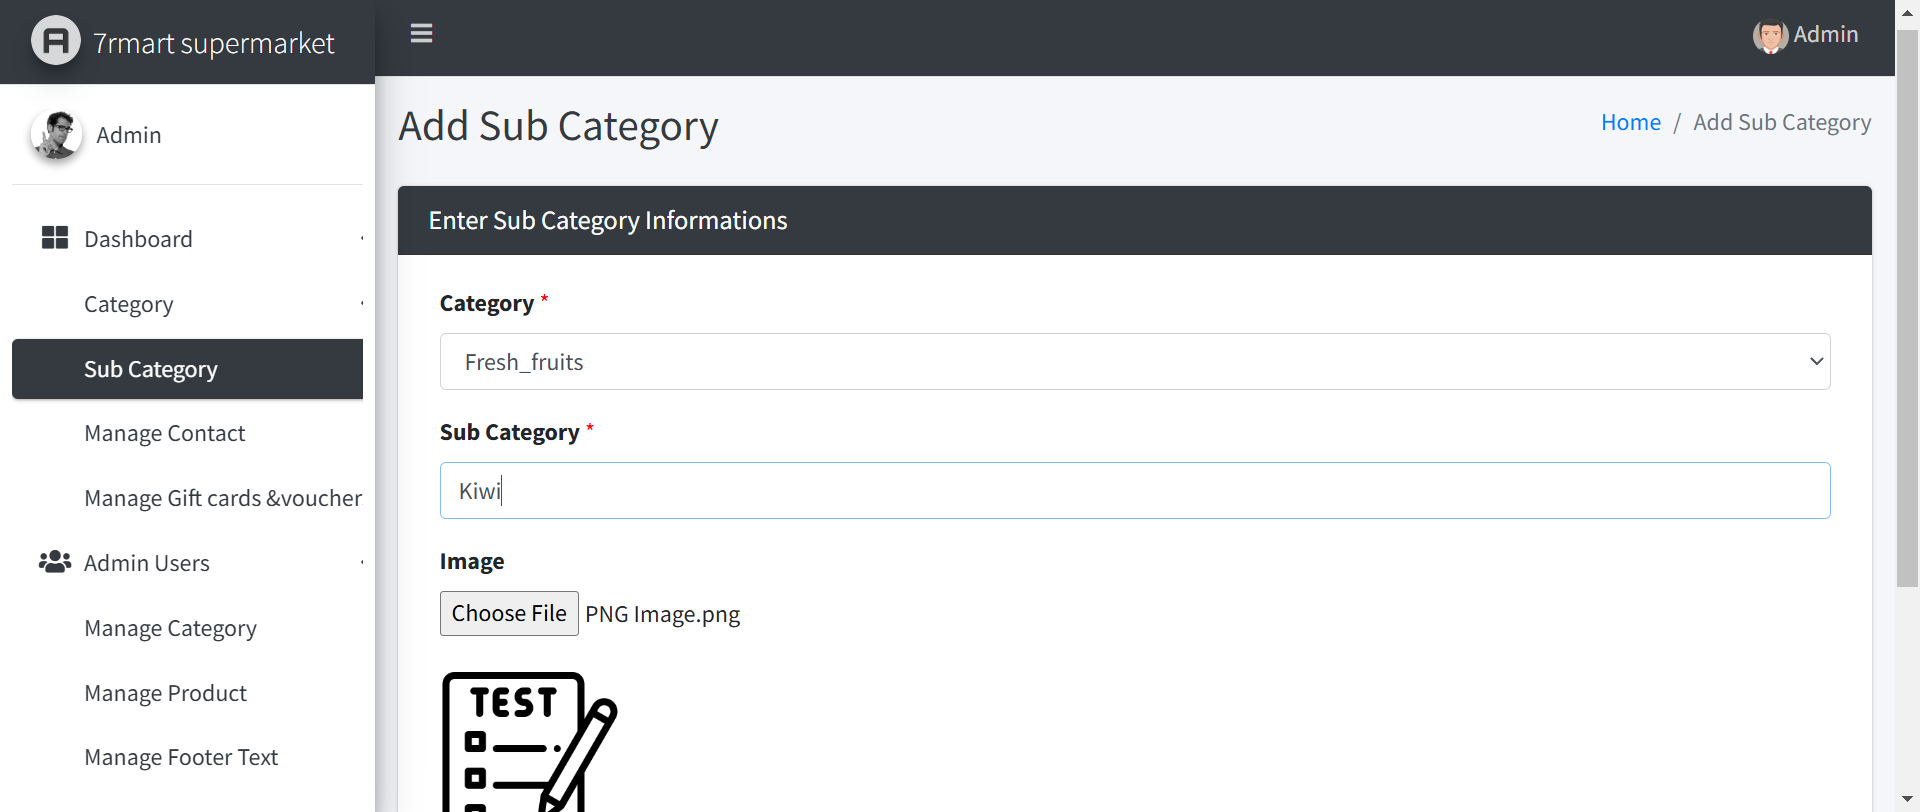 7rmart supermarket
Admin
Admin
Dashboard
Category
Sub Category
Manage Contact
Manage Gift cards &voucher
Admin Users
Manage Category
Manage Product
Manage Footer Text
Add Sub Category
Home / Add Sub Category
Enter Sub Category Informations
Category *
Fresh_fruits
Sub Category *
Kiwi
Image
Choose File PNG Image.png
TEST